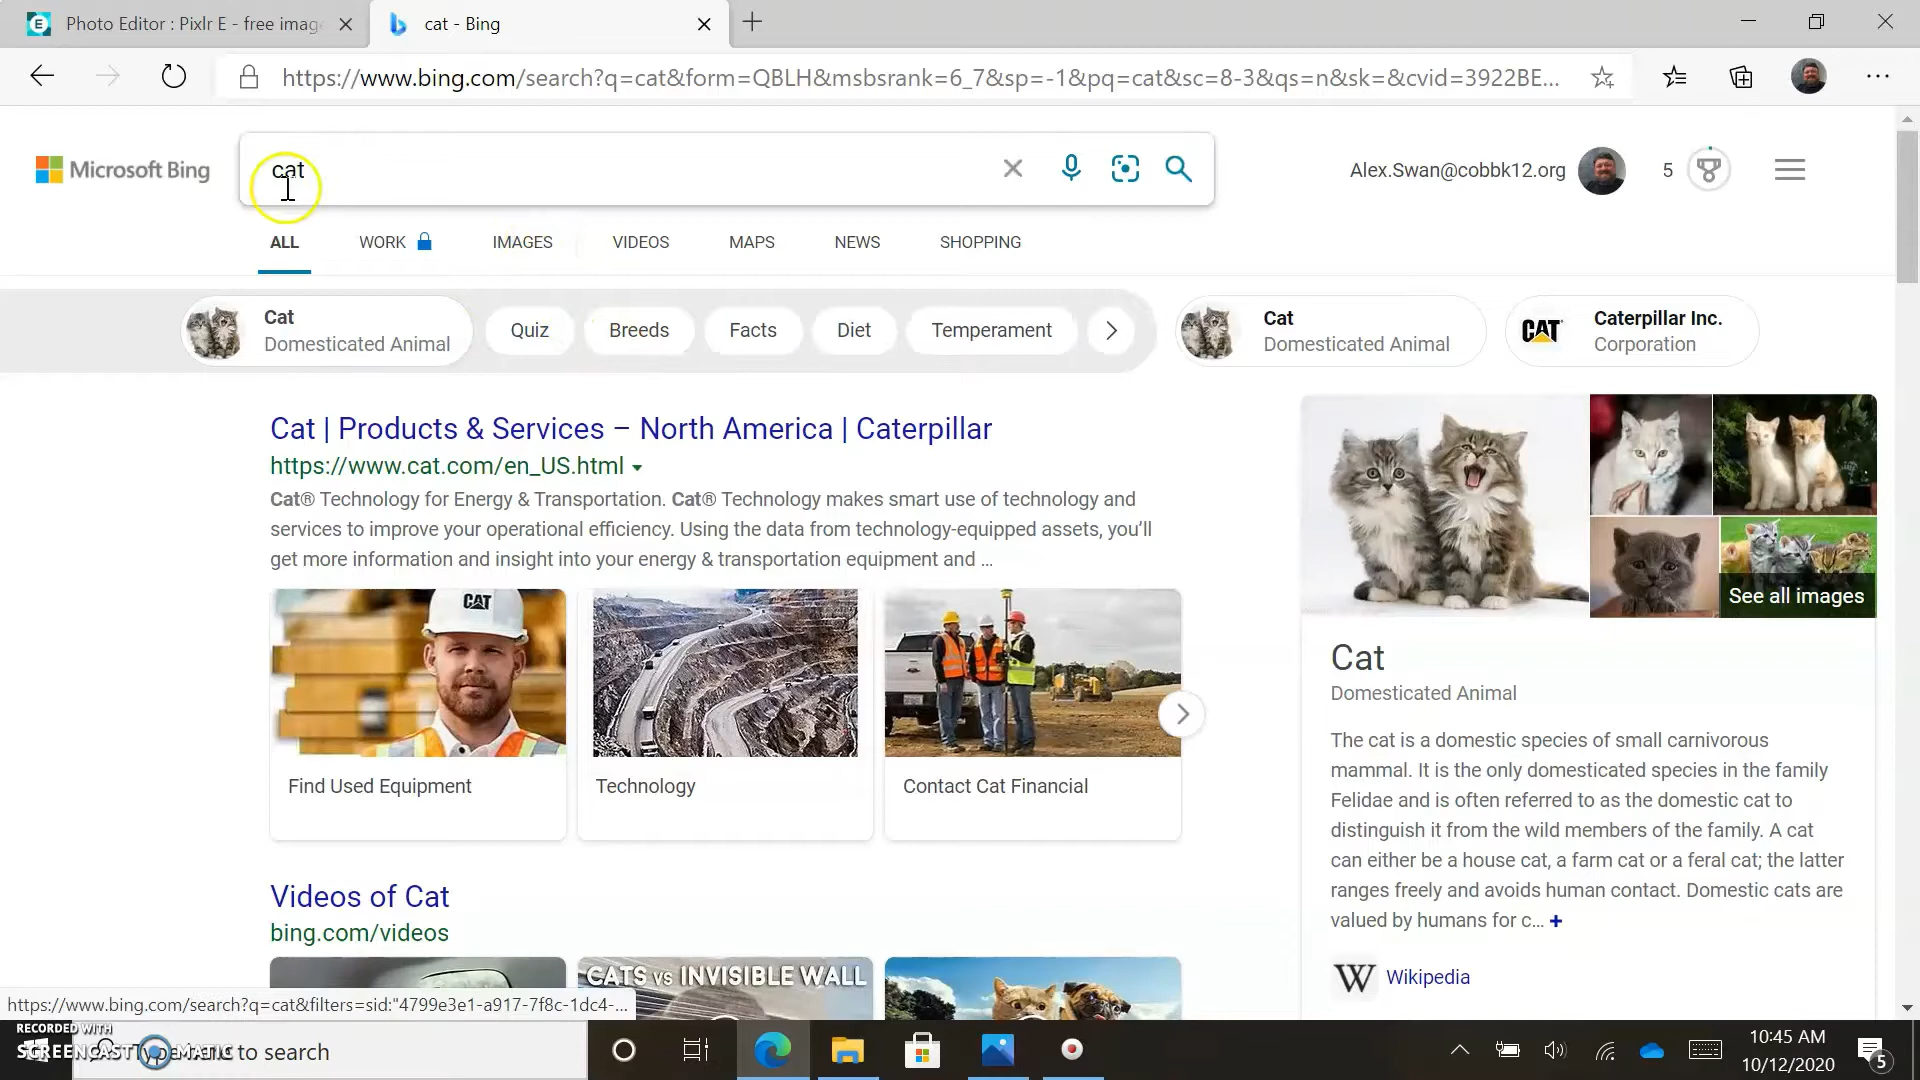 Photo Editor : Pixlr E - free imag
cat - Bing
https://www.bing.com/search?q=cat&form=QBLH&msbsrank=6_7&sp=-1&pq=cat&sc=8-3&qs=n&sk=&cvid=3922BE...
Microsoft Bing
cat
Alex.Swan@cobbk12.org
5
ALL
WORK
IMAGES
VIDEOS
MAPS
NEWS
SHOPPING
Cat
Domesticated Animal
Quiz
Breeds
Facts
Diet
Temperament
Cat
Domesticated Animal
CAT
Caterpillar Inc.
Corporation
Cat | Products & Services – North America | Caterpillar
https://www.cat.com/en_US.html
Cat® Technology for Energy & Transportation. Cat® Technology makes smart use of technology and
services to improve your operational efficiency. Using the data from technology-equipped assets, you'll
get more information and insight into your energy & transportation equipment and ...
CAT
Find Used Equipment
Technology
Contact Cat Financial
Videos of Cat
bing.com/videos
CATS vs INVISIBLE WALL
See all images
Cat
Domesticated Animal
The cat is a domestic species of small carnivorous
mammal. It is the only domesticated species in the family
Felidae and is often referred to as the domestic cat to
distinguish it from the wild members of the family. A cat
can either be a house cat, a farm cat or a feral cat; the latter
ranges freely and avoids human contact. Domestic cats are
valued by humans for c... +
W Wikipedia
https://www.bing.com/search?q=cat&filters=sid:"4799e3e1-a917-7f8c-1dc4-...
RECORDED WITH
SCREENCAST MATIC
Type here to search
10:45 AM
10/12/2020
5